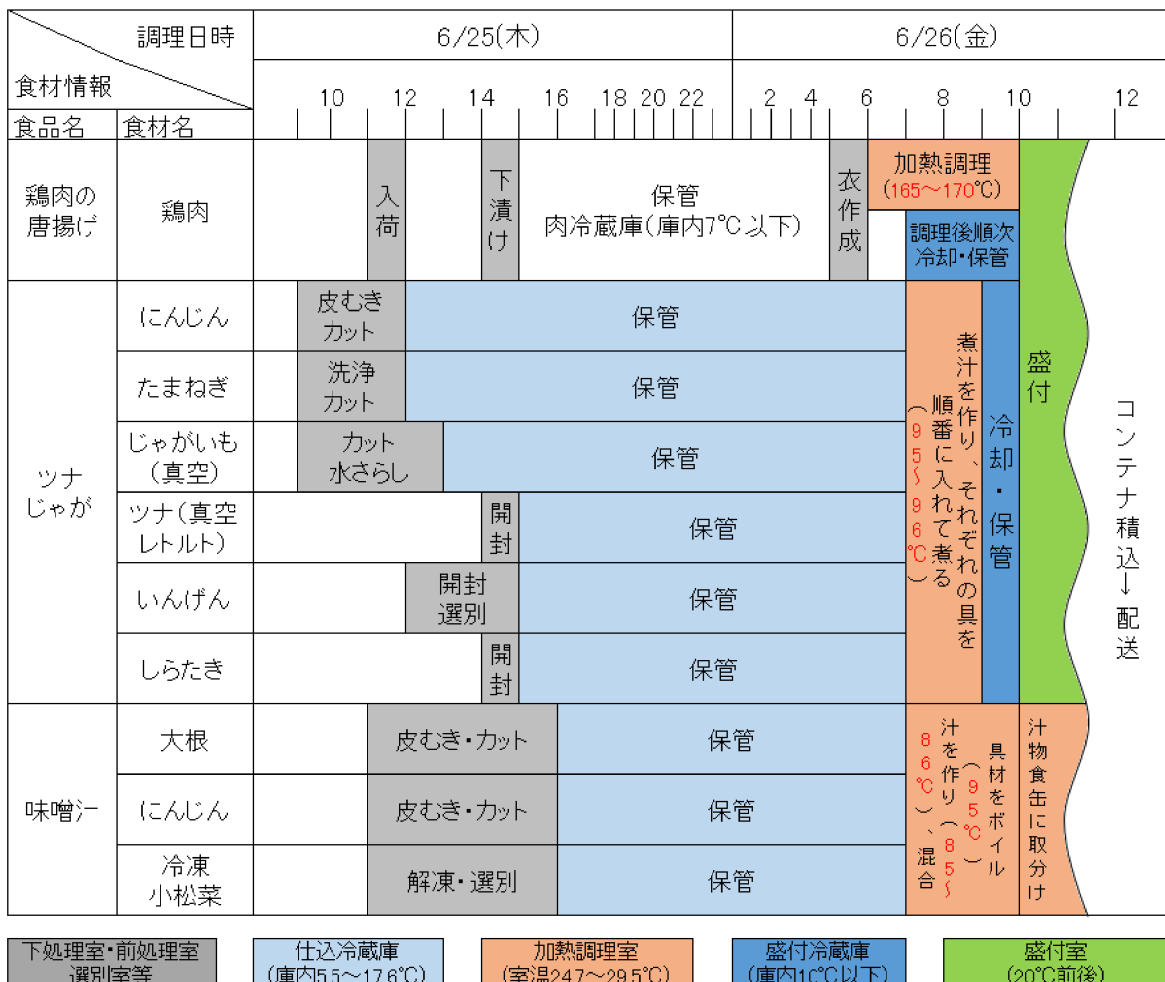 調理日時
6/25(木)
6/26(金)
食材情報
10 12 14 16 18 20 22 2 4 6 8 10 12
食品名 食材名
鶏肉の
唐揚げ
鶏肉
入荷
下漬け
保管
肉冷蔵庫(庫内7℃以下)
衣作成
加熱調理
(165～170℃)
調理後順次
冷却・保管
ツナ
じゃが
にんじん
皮むき
カット
保管
たまねぎ
洗浄
カット
保管
じゃがいも
(真空)
カット
水さらし
保管
ツナ(真空
レトルト)
開封
保管
いんげん
開封
選別
保管
しらたき
開封
保管
煮汁を作り、それぞれの具を
順番に入れて煮る
(95～96℃)
冷却・保管
盛付
コンテナ積込→配送
味噌汁
大根
皮むき・カット
保管
にんじん
皮むき・カット
保管
冷凍
小松菜
解凍・選別
保管
具材をボイル
(95℃)
汁を作り(85～
86℃)、混合
汁物食缶に取分け
下処理室・前処理室
選別室等
仕込冷蔵庫
(庫内5.5～17.6℃)
加熱調理室
(室温24.7～29.5℃)
盛付冷蔵庫
(庫内10℃以下)
盛付室
(20℃前後)